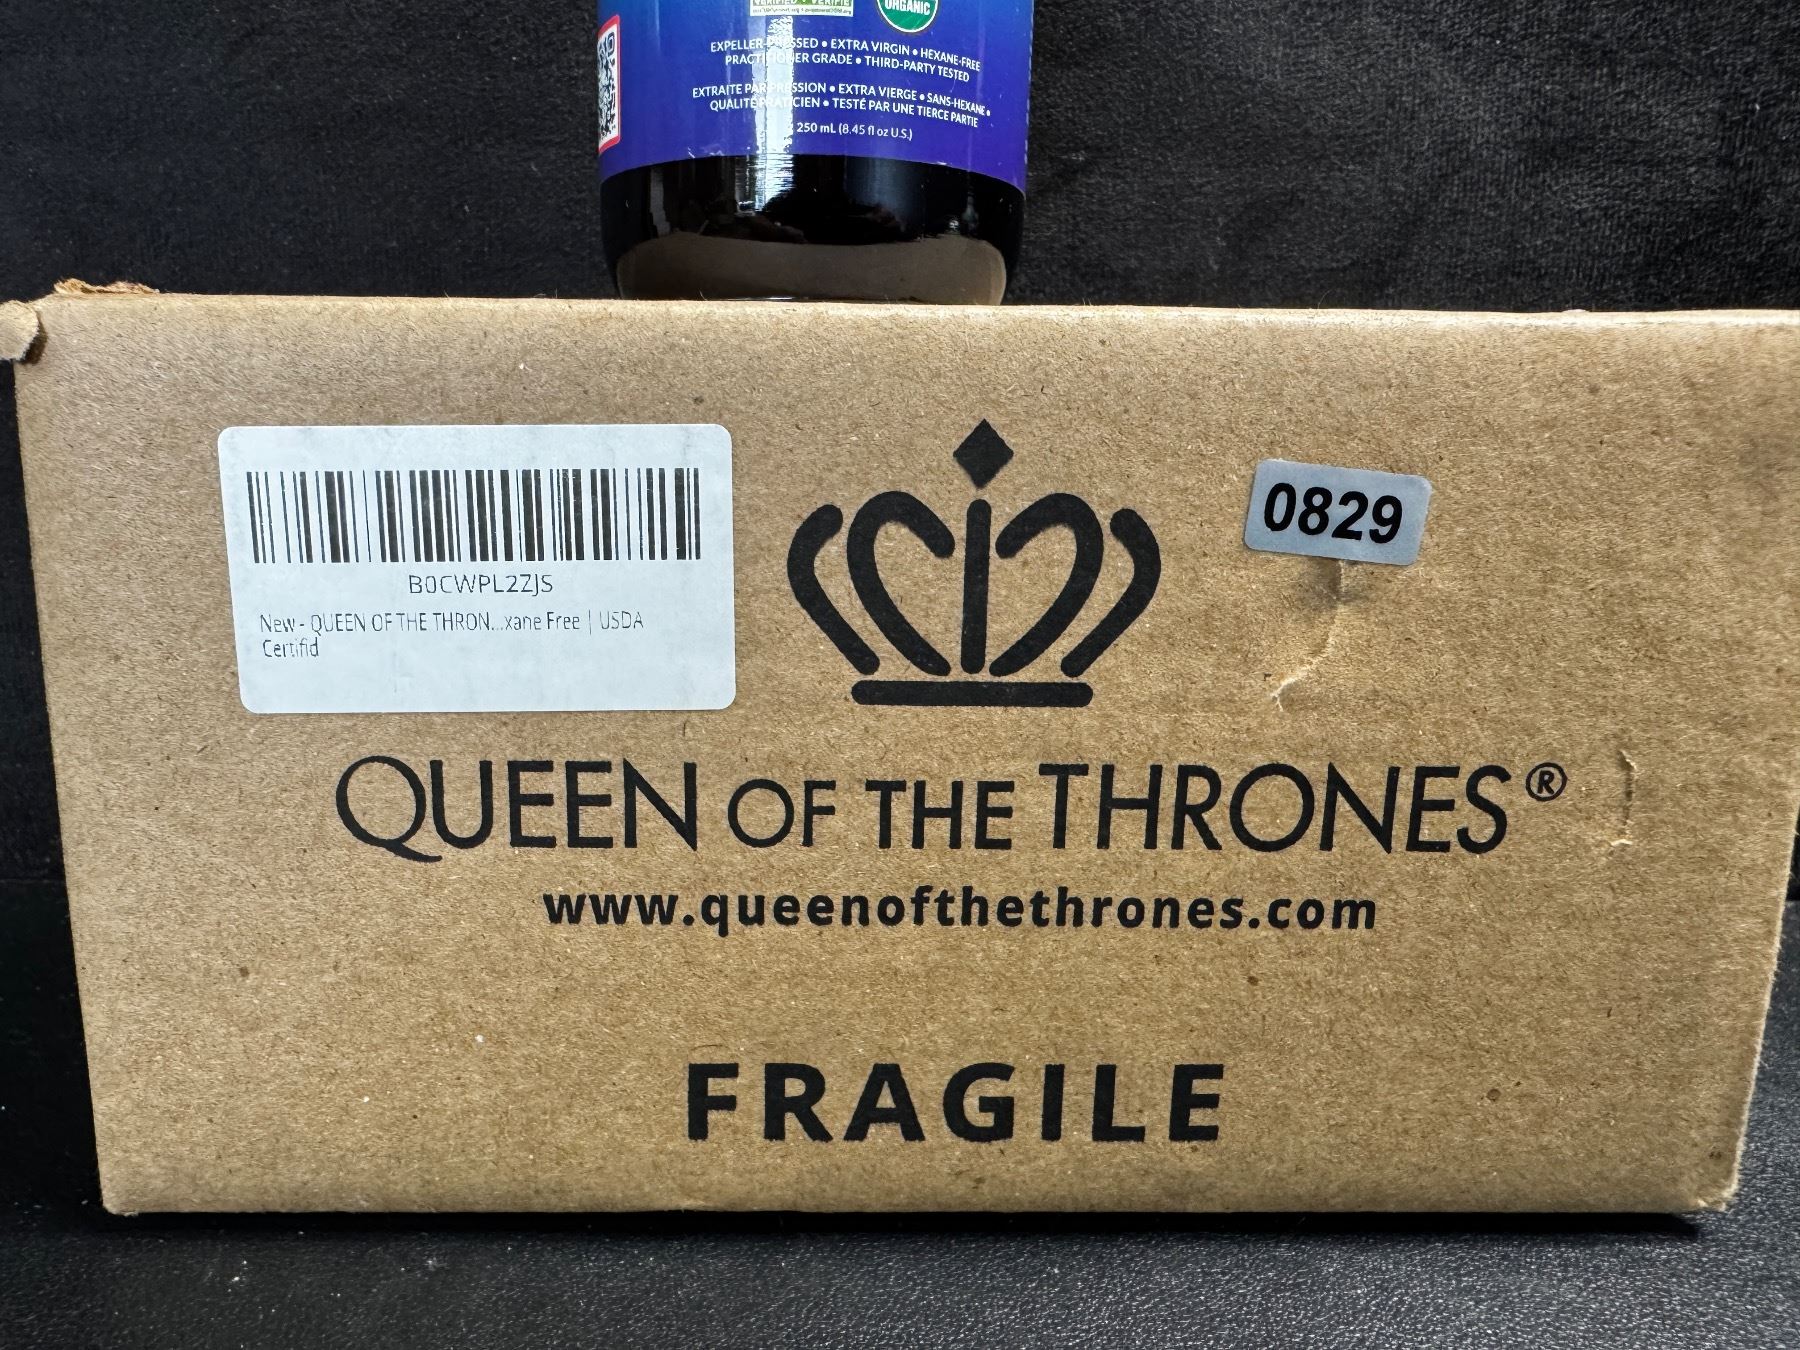 ORGANIC
EXPELLER-PRESSED • EXTRA VIRGIN • HEXANE-FREE
PRACTITIONER GRADE • THIRD-PARTY TESTED
EXTRAITE PAR PRESSION • EXTRA VIERGE • SANS-HEXANE •
QUALITÉ PRATICIEN • TESTÉ PAR UNE TIERCE PARTIE
250 mL (8.45 fl oz U.S.)
B0CWPL2ZJS
New - QUEEN OF THE THRON...xane Free | USDA
Certifid
0829
QUEEN OF THE THRONES®
www.queenofthethrones.com
FRAGILE